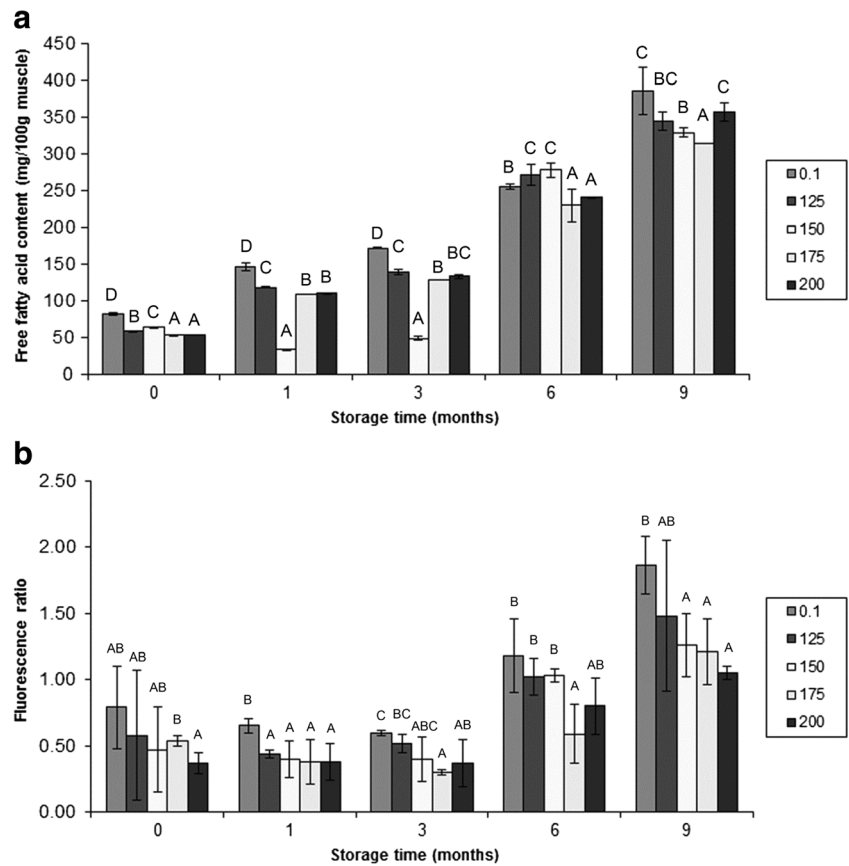 a
Free fatty acid content (mg/100g muscle)
450
400
350
300
250
200
150
100
50
0
D B C A A
D C A B B
D C A B BC
B C C A A
C BC B A C
0 1 3 6 9
Storage time (months)
0.1
125
150
175
200
b
Fluorescence ratio
2.50
2.00
1.50
1.00
0.50
0.00
AB AB AB B A
B A A A A
C BC ABC A AB
B B B A AB
B AB A A A
0 1 3 6 9
Storage time (months)
0.1
125
150
175
200